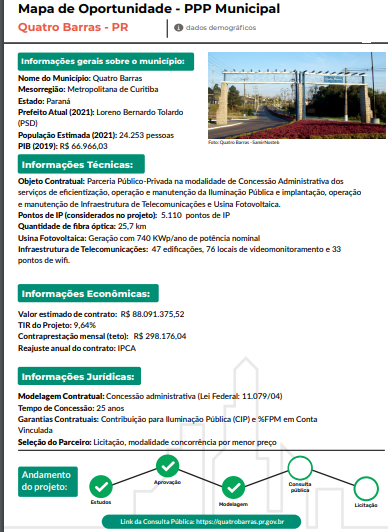 Mapa de Oportunidade - PPP Municipal
Quatro Barras - PR
dados demográficos
Informações gerais sobre o município:
Nome do Município: Quatro Barras
Mesorregião: Metropolitana de Curitiba
Estado: Paraná
Prefeito Atual (2021): Loreno Bernardo Tolardo
(PSD)
População Estimada (2021): 24.253 pessoas
PIB (2019): R$ 66.966,03
Foto: Quatro Barras - SamirNosteb
Informações Técnicas:
Objeto Contratual: Parceria Público-Privada na modalidade de Concessão Administrativa dos
serviços de eficientização, operação e manutenção da Iluminação Pública e implantação, operação
e manutenção de Infraestrutura de Telecomunicações e Usina Fotovoltaica.
Pontos de IP (considerados no projeto): 5.110 pontos de IP
Quantidade de fibra óptica: 25,7 km
Usina Fotovoltaica: Geração com 740 KWp/ano de potência nominal
Infraestrutura de Telecomunicações: 47 edificações, 76 locais de videomonitoramento e 33
pontos de wifi.
Informações Econômicas:
Valor estimado de contrato: R$ 88.091.375,52
TIR do Projeto: 9,64%
Contraprestação mensal (teto): R$ 298.176,04
Reajuste anual do contrato: IPCA
Informações Jurídicas:
Modelagem Contratual: Concessão administrativa (Lei Federal: 11.079/04)
Tempo de Concessão: 25 anos
Garantias Contratuais: Contribuição para Iluminação Pública (CIP) e %FPM em Conta
Vinculada
Seleção do Parceiro: Licitação, modalidade concorrência por menor preço
Andamento
do projeto:
Estudos
Aprovação
Modelagem
Consulta
pública
Licitação
Link da Consulta Pública: https://quatrobarras.pr.gov.br